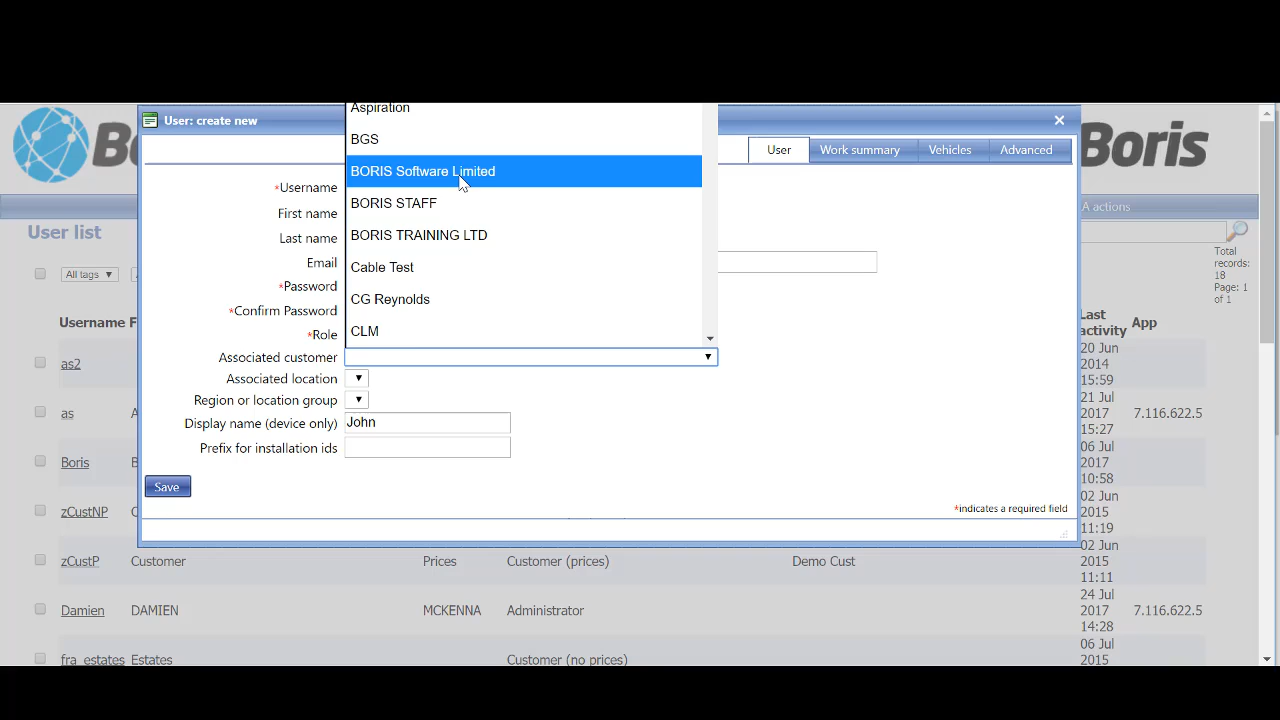 Bo
User: create new
×
Boris
User
Work summary
Vehicles
Advanced
A actions
User list
Aspiration
BGS
BORIS Software Limited
BORIS STAFF
BORIS TRAINING LTD
Cable Test
CG Reynolds
CLM
*Username
First name
Last name
Email
*Password
*Confirm Password
*Role
Associated customer
Associated location
Region or location group
Display name (device only) John
Prefix for installation ids
Save
*indicates a required field
All tags
Total
records:
18
Page: 1
of 1
Username F
Last
activity App
as2 20 Jun
2014
15:59
as A 21 Jul
2017 7.116.622.5
15:27
Boris B 06 Jul
2017
10:58
zCustNP C 02 Jun
2015
11:19
zCustP Customer Prices Customer (prices) Demo Cust 02 Jun
2015
11:11
Damien DAMIEN MCKENNA Administrator 24 Jul
2017 7.116.622.5
14:28
fra_estates Estates Customer (no prices) 06 Jul
2015